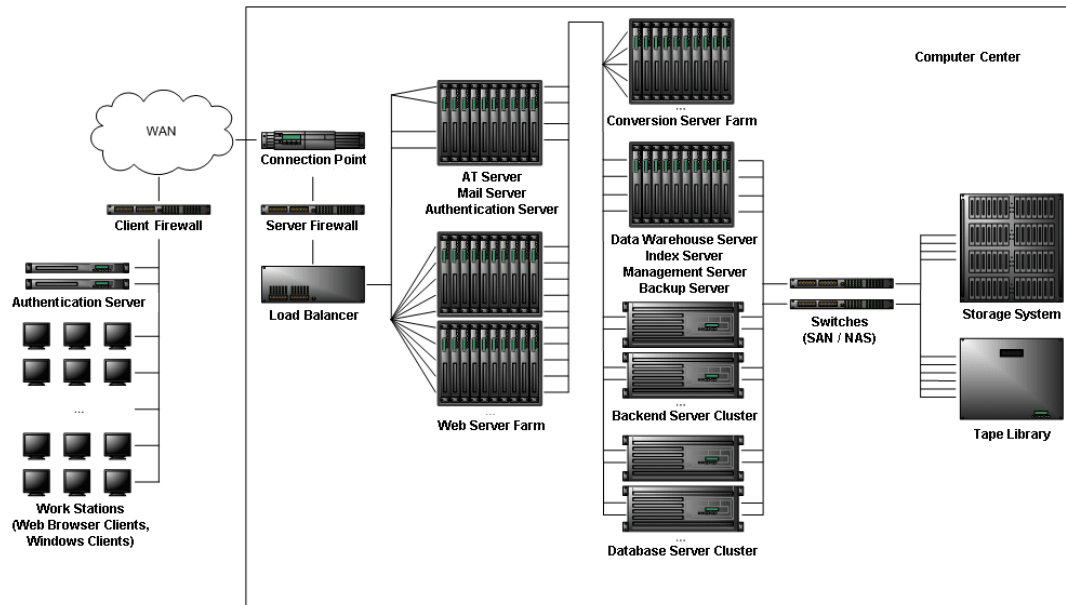 Computer Center
WAN
Connection Point
Client Firewall
Server Firewall
Authentication Server
Load Balancer
...
Work Stations
(Web Browser Clients,
Windows Clients)
AT Server
Mail Server
Authentication Server
...
Web Server Farm
...
Conversion Server Farm
Data Warehouse Server
Index Server
Management Server
Backup Server
...
Backend Server Cluster
...
Database Server Cluster
Switches
(SAN / NAS)
Storage System
Tape Library